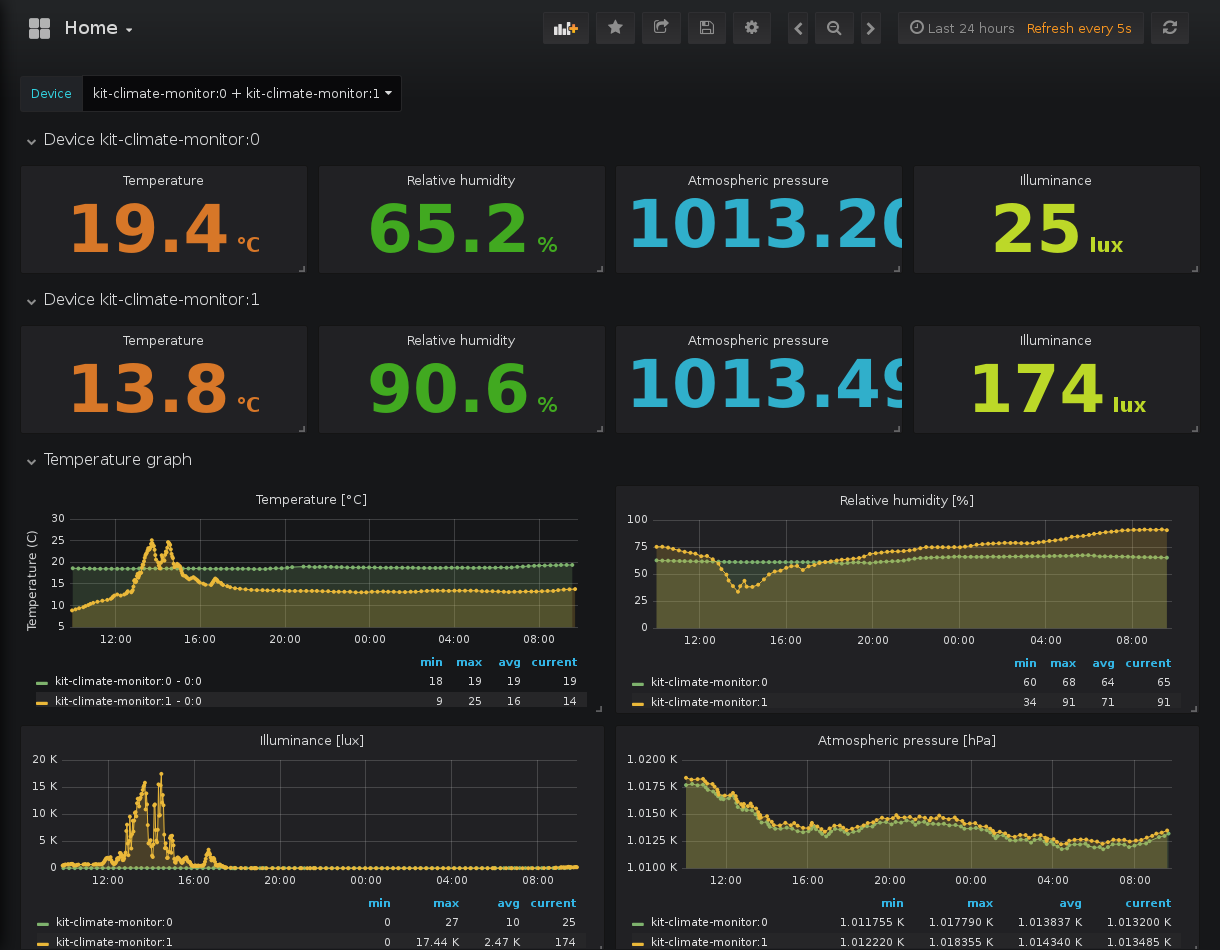 Home
Last 24 hours Refresh every 5s
Device kit-climate-monitor:0 + kit-climate-monitor:1
Device kit-climate-monitor:0
Temperature Relative humidity Atmospheric pressure Illuminance
19.4 °C 65.2 % 1013.20 25 lux
Device kit-climate-monitor:1
Temperature Relative humidity Atmospheric pressure Illuminance
13.8 °C 90.6 % 1013.49 174 lux
Temperature graph
Temperature [°C]
Temperature (C)
30
25
20
15
10
5
12:00 16:00 20:00 00:00 04:00 08:00
min max avg current
kit-climate-monitor:0 - 0:0 18 19 19 19
kit-climate-monitor:1 - 0:0 9 25 16 14
Relative humidity [%]
100
75
50
25
0
12:00 16:00 20:00 00:00 04:00 08:00
min max avg current
kit-climate-monitor:0 60 68 64 65
kit-climate-monitor:1 34 91 71 91
Illuminance [lux]
20 K
15 K
10 K
5 K
0
12:00 16:00 20:00 00:00 04:00 08:00
min max avg current
kit-climate-monitor:0 0 27 10 25
kit-climate-monitor:1 0 17.44 K 2.47 K 174
Atmospheric pressure [hPa]
1.0200 K
1.0175 K
1.0150 K
1.0125 K
1.0100 K
12:00 16:00 20:00 00:00 04:00 08:00
min max avg current
kit-climate-monitor:0 1.011755 K 1.017790 K 1.013837 K 1.013200 K
kit-climate-monitor:1 1.012220 K 1.018355 K 1.014340 K 1.013485 K